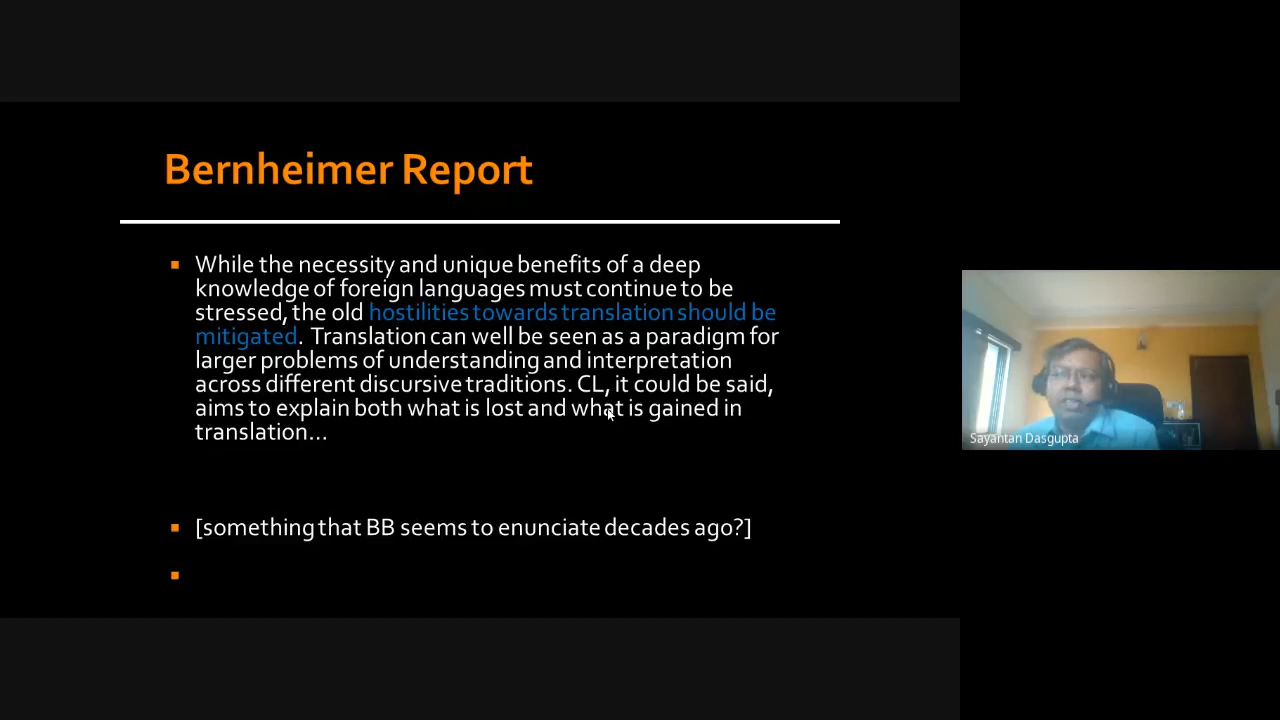 Bernheimer Report
While the necessity and unique benefits of a deep
knowledge of foreign languages must continue to be
stressed, the old hostilities towards translation should be
mitigated. Translation can well be seen as a paradigm for
larger problems of understanding and interpretation
across different discursive traditions. CL, it could be said,
aims to explain both what is lost and what is gained in
translation…
[something that BB seems to enunciate decades ago?]
Sayantan Dasgupta